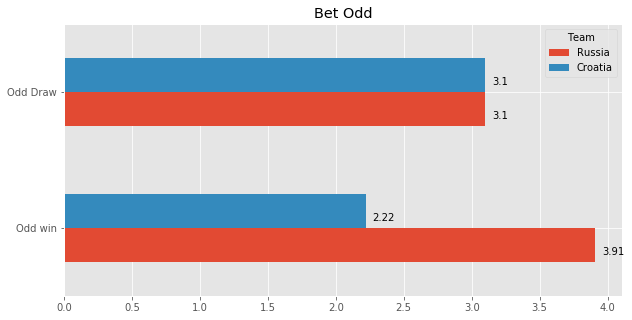 Bet Odd
Team
Russia
Croatia
Odd Draw
3.1
3.1
Odd win
2.22
3.91
0.0 0.5 1.0 1.5 2.0 2.5 3.0 3.5 4.0